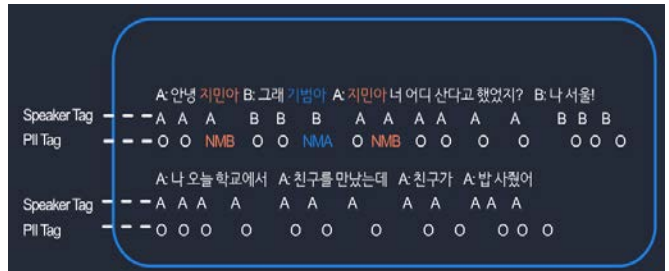 A: 안녕 지민아 B: 그래 기범아 A: 지민아 너 어디 산다고 했었지? B: 나 서울!
Speaker Tag A A A B B B A A A A A A B B B
PII Tag O O NMB O O NMA O NMB O O O O O O O
A: 나 오늘 학교에서 A: 친구를 만났는데 A: 친구가 A: 밥 사줬어
Speaker Tag A A A A A A A A A A A A
PII Tag O O O O O O O O O O O O